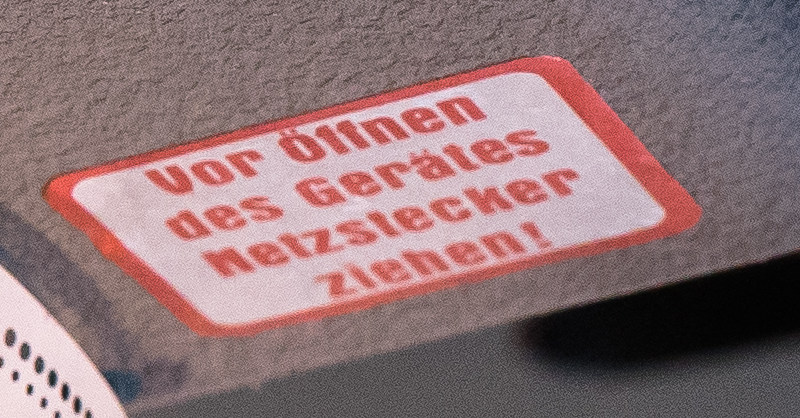 Vor Öffnen
des Gerätes
Netzstecker
ziehen!